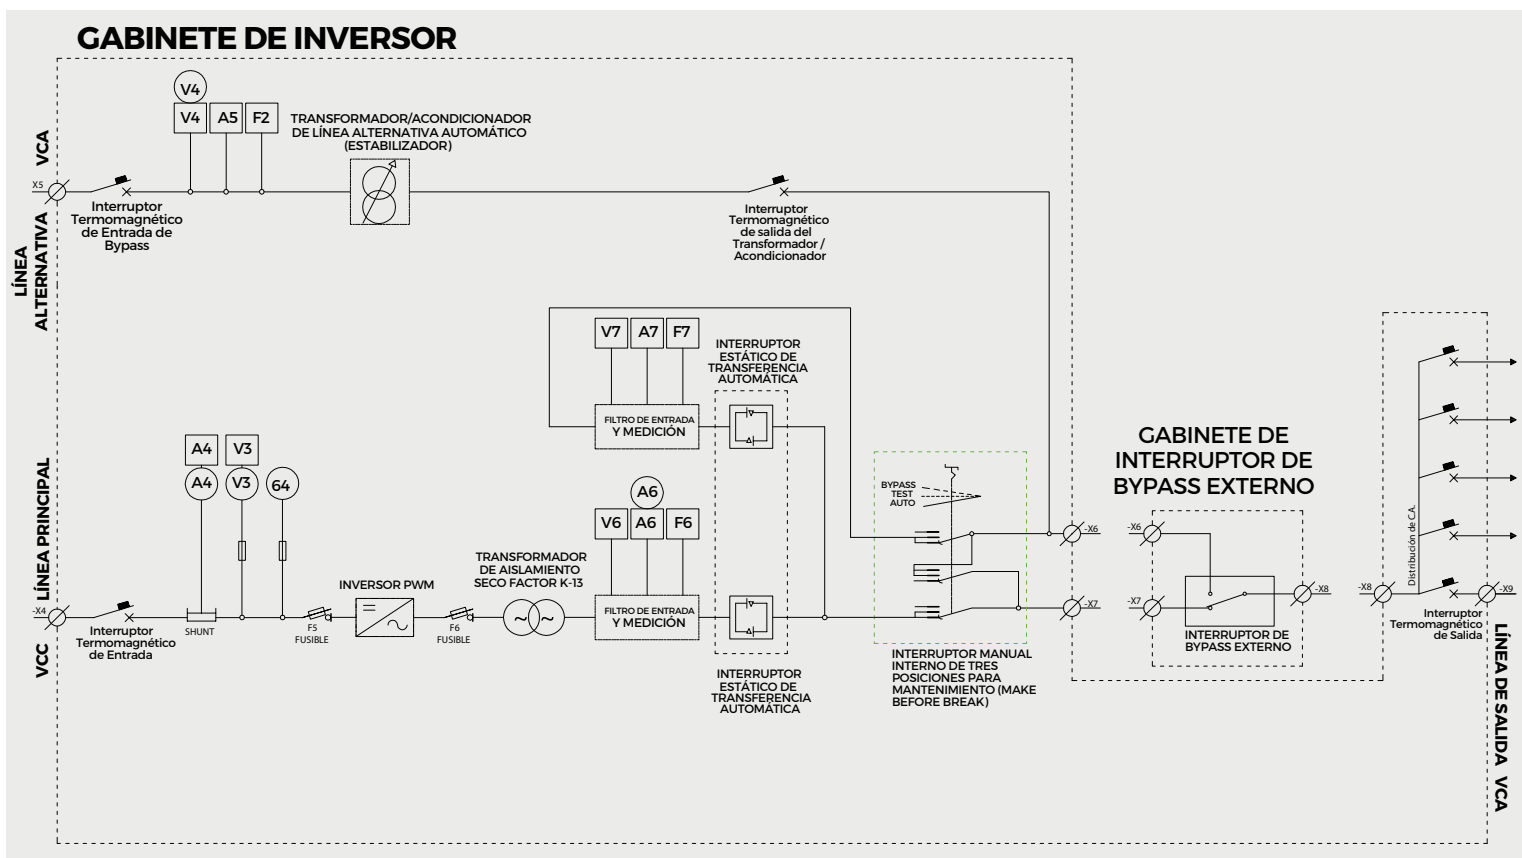 GABINETE DE INVERSOR
V4
V4
A5
F2
TRANSFORMADOR/ACONDICIONADOR
DE LÍNEA ALTERNATIVA AUTOMÁTICO
(ESTABILIZADOR)
LÍNEA
ALTERNATIVA VCA
X5
Interruptor
Termomagnético
de Entrada de
Bypass
Interruptor
Termomagnético
de salida del
Transformador /
Acondicionador
V7
A7
F7
INTERRUPTOR
ESTÁTICO DE
TRANSFERENCIA
AUTOMÁTICA
FILTRO DE ENTRADA
Y MEDICIÓN
A4
V3
A4
V3
64
A6
V6
A6
F6
TRANSFORMADOR
DE AISLAMIENTO
SECO FACTOR K-13
INVERSOR PWM
FILTRO DE ENTRADA
Y MEDICIÓN
VCC LÍNEA PRINCIPAL
-X4
Interruptor
Termomagnético
de Entrada
SHUNT
F5
FUSIBLE
F6
FUSIBLE
INTERRUPTOR
ESTÁTICO DE
TRANSFERENCIA
AUTOMÁTICA
BYPASS
TEST
AUTO
INTERRUPTOR MANUAL
INTERNO DE TRES
POSICIONES PARA
MANTENIMIENTO (MAKE
BEFORE BREAK)
-X6
-X7
GABINETE DE
INTERRUPTOR DE
BYPASS EXTERNO
-X6
-X7
-X8
INTERRUPTOR DE
BYPASS EXTERNO
-X8
Distribución de C.A.
-X9
Interruptor
Termomagnético
de Salida
LÍNEA DE SALIDA VCA